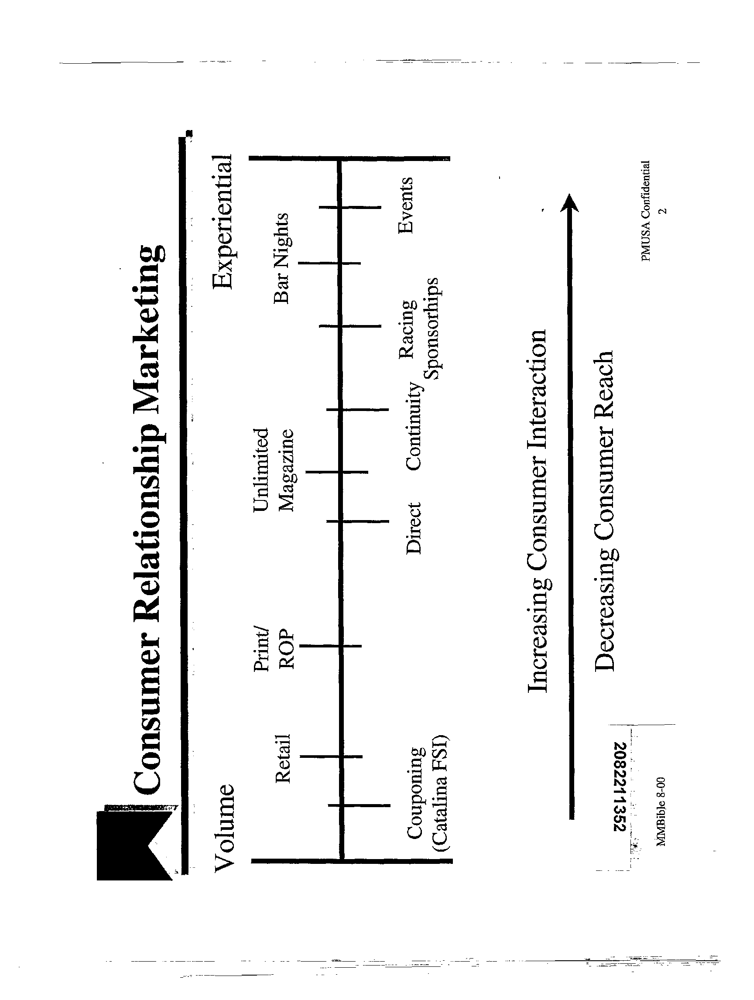 Consumer Relationship Marketing
Volume
Experiential
Retail
Print/
ROP
Unlimited
Magazine
Bar Nights
Couponing
(Catalina FSI)
Direct
Continuity
Racing
Sponsorhips
Events
Increasing Consumer Interaction
Decreasing Consumer Reach
2082211352
MMBible 8-00
PMUSA Confidential
2